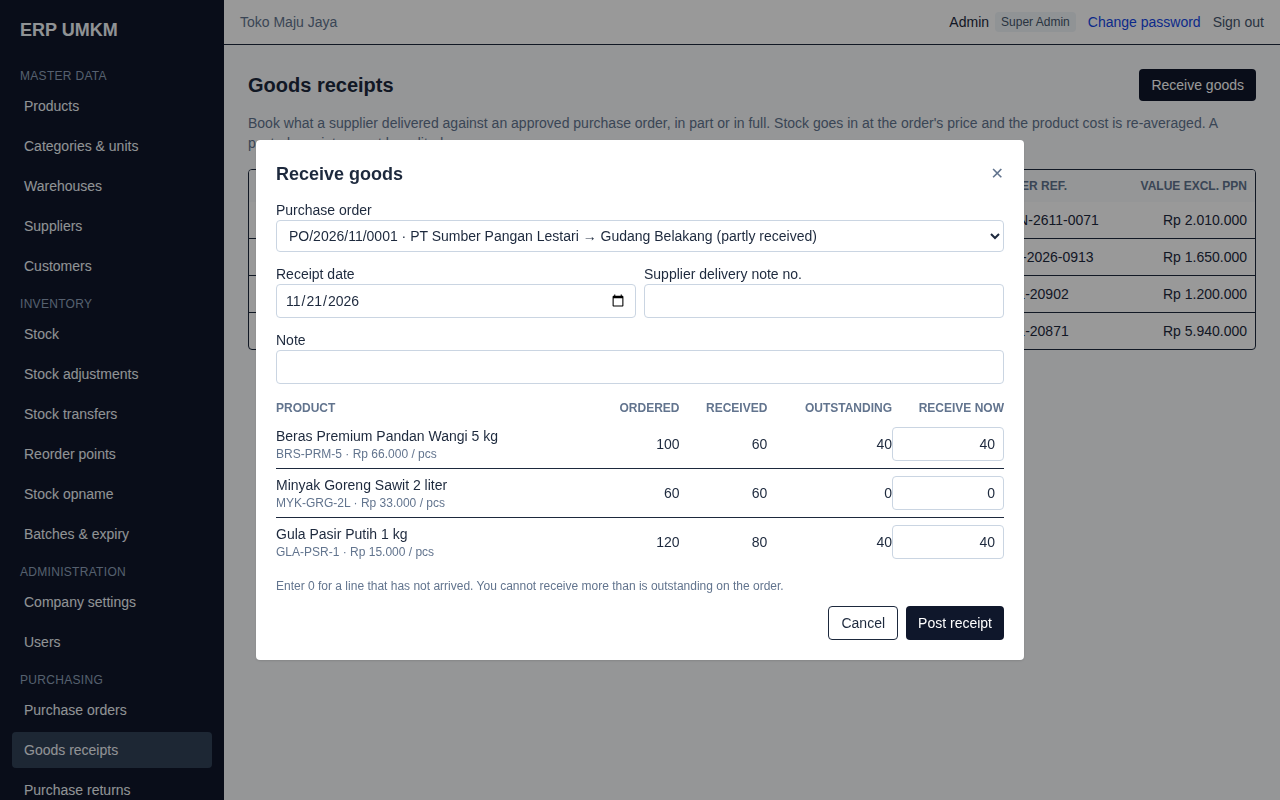 ERP UMKM
MASTER DATA
Products
Categories & units
Warehouses
Suppliers
Customers
INVENTORY
Stock
Stock adjustments
Stock transfers
Reorder points
Stock opname
Batches & expiry
ADMINISTRATION
Company settings
Users
PURCHASING
Purchase orders
Goods receipts
Purchase returns
Toko Maju Jaya
Admin Super Admin Change password Sign out
Goods receipts
Receive goods
Book what a supplier delivered against an approved purchase order, in part or in full. Stock goes in at the order's price and the product cost is re-averaged. A
REF. VALUE EXCL. PPN
-2611-0071 Rp 2.010.000
-2026-0913 Rp 1.650.000
-20902 Rp 1.200.000
-20871 Rp 5.940.000
Receive goods
×
Purchase order
PO/2026/11/0001 · PT Sumber Pangan Lestari → Gudang Belakang (partly received)
Receipt date Supplier delivery note no.
11/21/2026
Note
PRODUCT ORDERED RECEIVED OUTSTANDING RECEIVE NOW
Beras Premium Pandan Wangi 5 kg 100 60 40 40
BRS-PRM-5 · Rp 66.000 / pcs
Minyak Goreng Sawit 2 liter 60 60 0 0
MYK-GRG-2L · Rp 33.000 / pcs
Gula Pasir Putih 1 kg 120 80 40 40
GLA-PSR-1 · Rp 15.000 / pcs
Enter 0 for a line that has not arrived. You cannot receive more than is outstanding on the order.
Cancel Post receipt